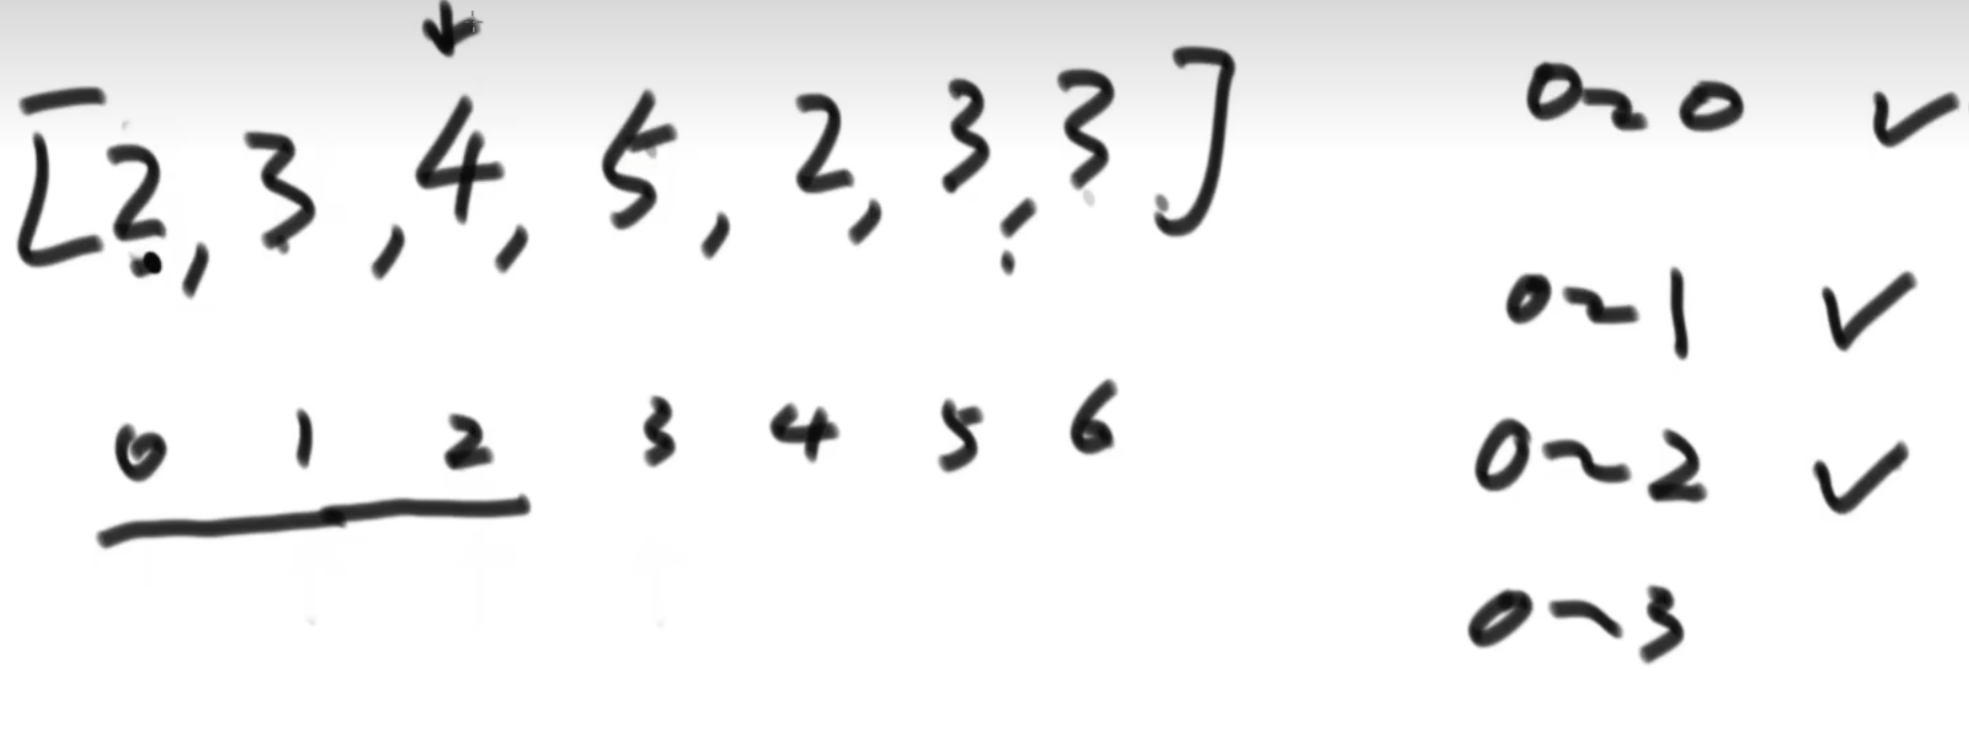 [2, 3, 4, 5, 2, 3, 3]
0 1 2 3 4 5 6
0~0 ✓
0~1 ✓
0~2 ✓
0~3